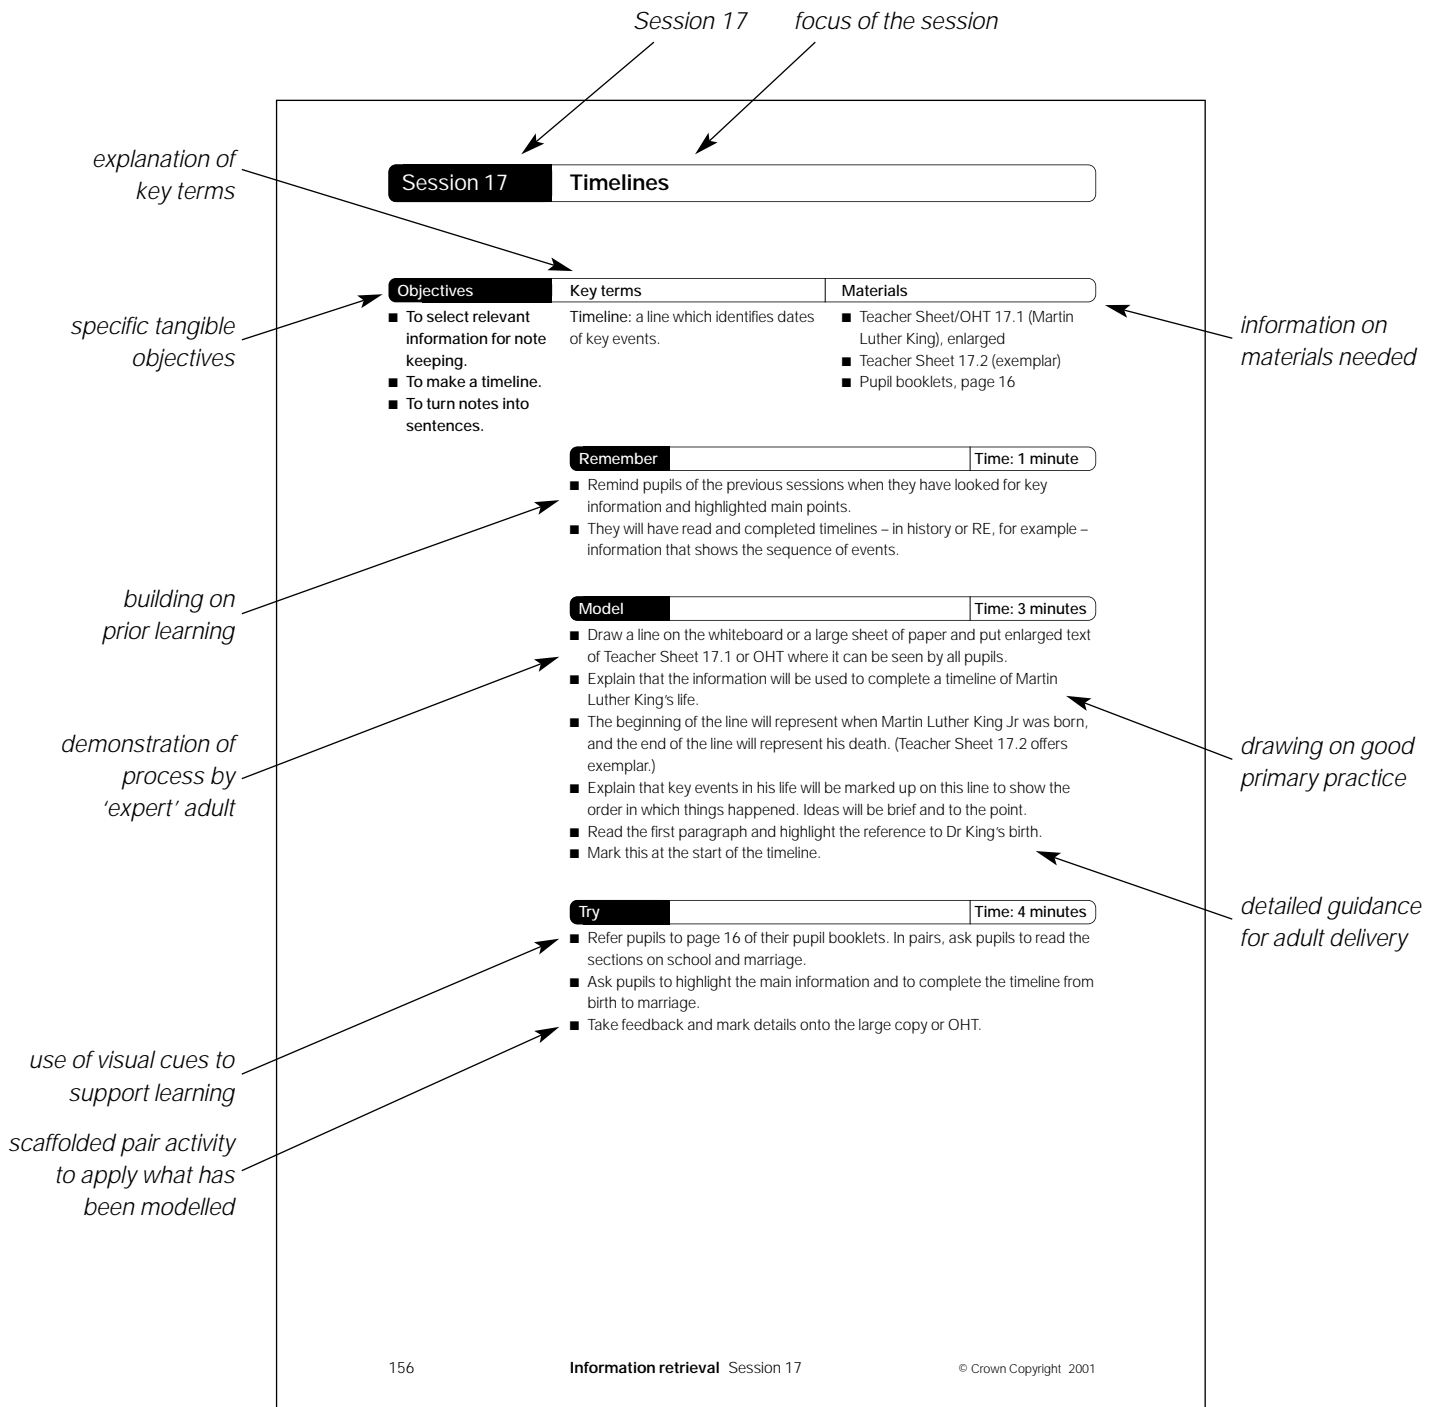 Session 17 focus of the session
explanation of
key terms
Session 17 Timelines
specific tangible
objectives
Objectives Key terms Materials
■ To select relevant
information for note
keeping.
■ To make a timeline.
■ To turn notes into
sentences.
Timeline: a line which identifies dates
of key events.
■ Teacher Sheet/OHT 17.1 (Martin
Luther King), enlarged
■ Teacher Sheet 17.2 (exemplar)
■ Pupil booklets, page 16
information on
materials needed
Remember Time: 1 minute
■ Remind pupils of the previous sessions when they have looked for key
information and highlighted main points.
■ They will have read and completed timelines – in history or RE, for example –
information that shows the sequence of events.
building on
prior learning
Model Time: 3 minutes
■ Draw a line on the whiteboard or a large sheet of paper and put enlarged text
of Teacher Sheet 17.1 or OHT where it can be seen by all pupils.
■ Explain that the information will be used to complete a timeline of Martin
Luther King's life.
■ The beginning of the line will represent when Martin Luther King Jr was born,
and the end of the line will represent his death. (Teacher Sheet 17.2 offers
exemplar.)
■ Explain that key events in his life will be marked up on this line to show the
order in which things happened. Ideas will be brief and to the point.
■ Read the first paragraph and highlight the reference to Dr King's birth.
■ Mark this at the start of the timeline.
demonstration of
process by
'expert' adult
drawing on good
primary practice
detailed guidance
for adult delivery
Try Time: 4 minutes
■ Refer pupils to page 16 of their pupil booklets. In pairs, ask pupils to read the
sections on school and marriage.
■ Ask pupils to highlight the main information and to complete the timeline from
birth to marriage.
■ Take feedback and mark details onto the large copy or OHT.
use of visual cues to
support learning
scaffolded pair activity
to apply what has
been modelled
156 Information retrieval Session 17 © Crown Copyright 2001